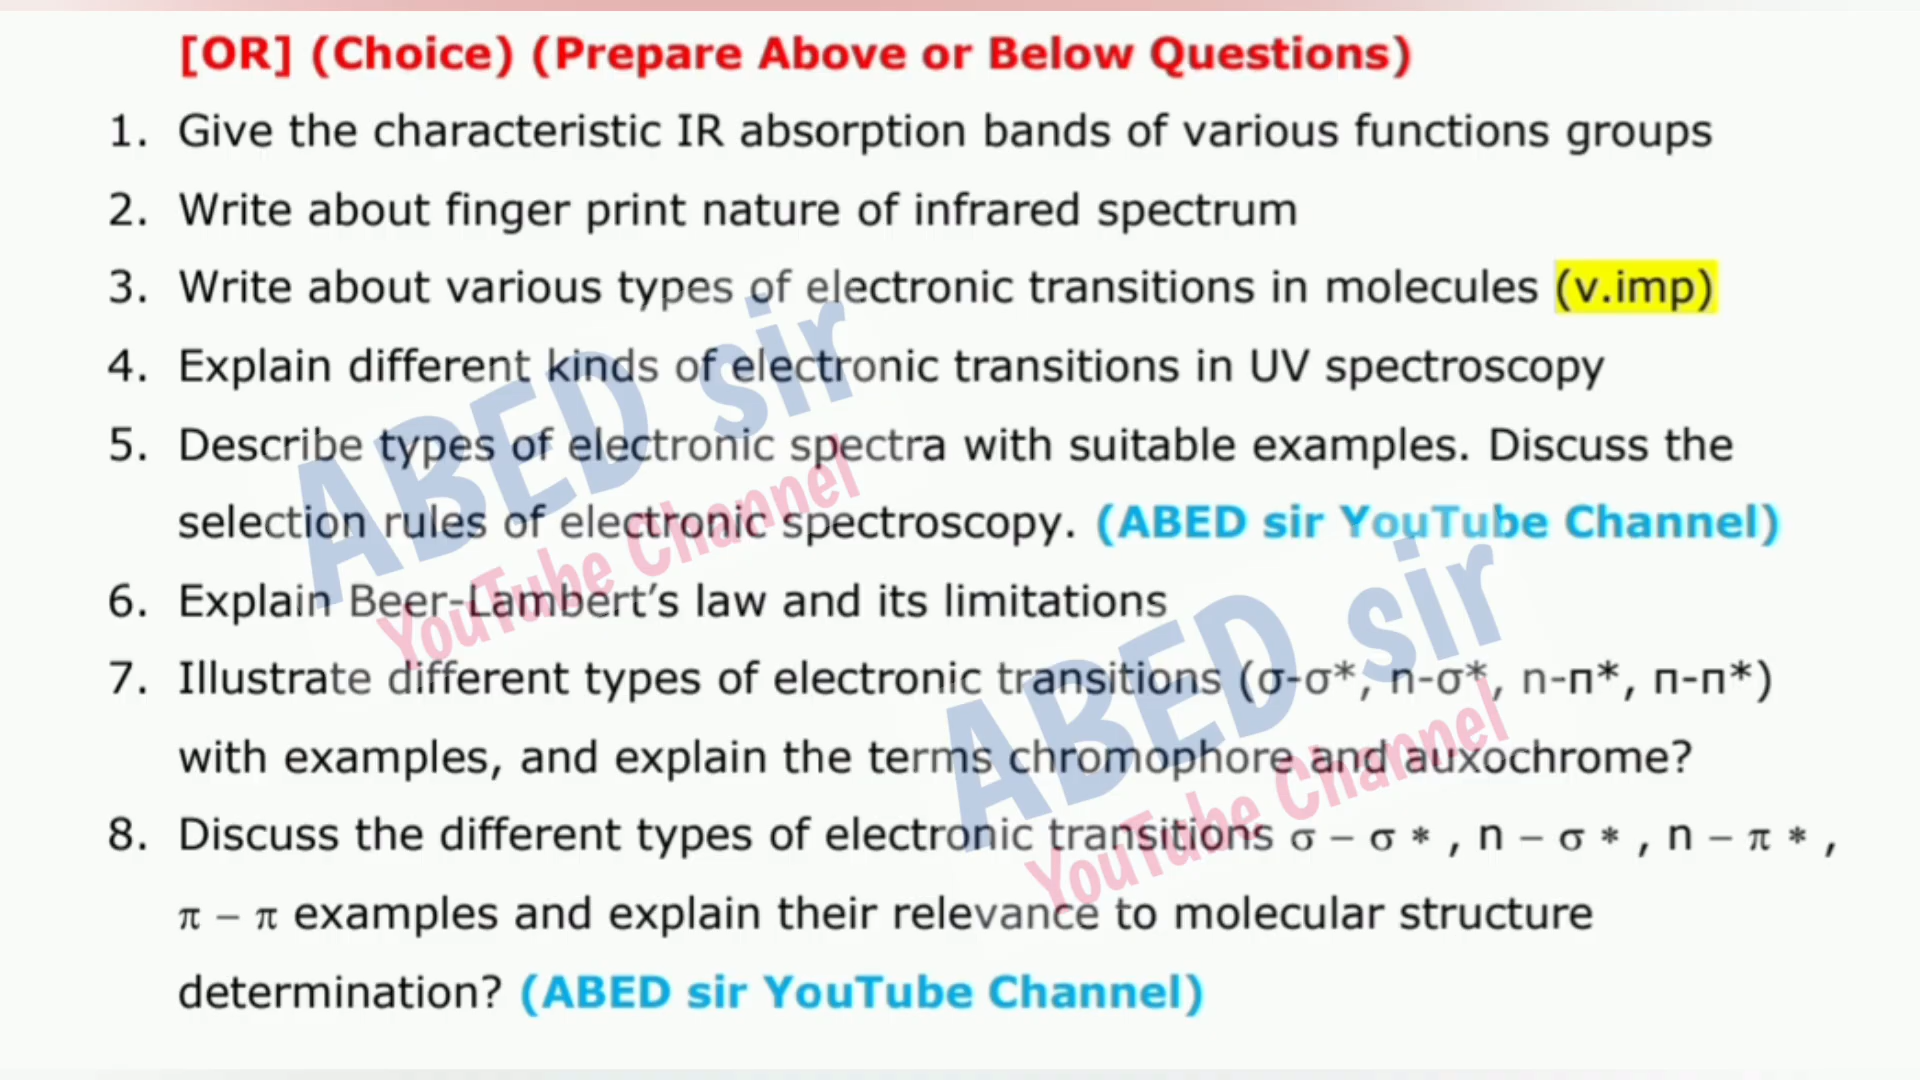 [OR] (Choice) (Prepare Above or Below Questions)
1. Give the characteristic IR absorption bands of various functions groups
2. Write about finger print nature of infrared spectrum
3. Write about various types of electronic transitions in molecules (v.imp)
4. Explain different kinds of electronic transitions in UV spectroscopy
5. Describe types of electronic spectra with suitable examples. Discuss the
selection rules of electronic spectroscopy. (ABED sir YouTube Channel)
6. Explain Beer-Lambert’s law and its limitations
7. Illustrate different types of electronic transitions (σ-σ*, n-σ*, n-п*, п-п*)
with examples, and explain the terms chromophore and auxochrome?
8. Discuss the different types of electronic transitions σ – σ * , n – σ * , n – π * ,
π – π examples and explain their relevance to molecular structure
determination? (ABED sir YouTube Channel)
ABED sir
YouTube Channel
ABED sir
YouTube Channel